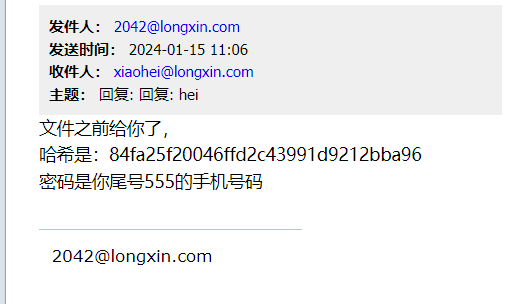 发件人： 2042@longxin.com
发送时间： 2024-01-15 11:06
收件人： xiaohei@longxin.com
主题： 回复: 回复: hei
文件之前给你了，
哈希是：84fa25f20046ffd2c43991d9212bba96
密码是你尾号555的手机号码
2042@longxin.com